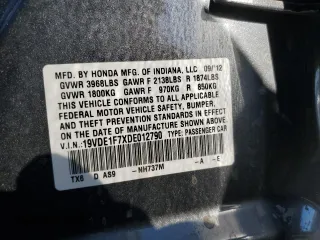 MFD. BY HONDA MFG. OF INDIANA, LLC 09/12
GVWR 3968LBS GAWR F 2138LBS R 1874LBS
GVWR 1800KG GAWR F 970KG R 850KG
THIS VEHICLE CONFORMS TO ALL APPLICABLE
FEDERAL MOTOR VEHICLE SAFETY, BUMPER,
AND THEFT PREVENTION STANDARDS IN EFFECT
ON THE DATE OF MANUFACTURE SHOWN ABOVE.
V.I.N.: 19VDE1F7XDE012790 TYPE: PASSENGER CAR
TX6 D AS9 -NH737M -A -E